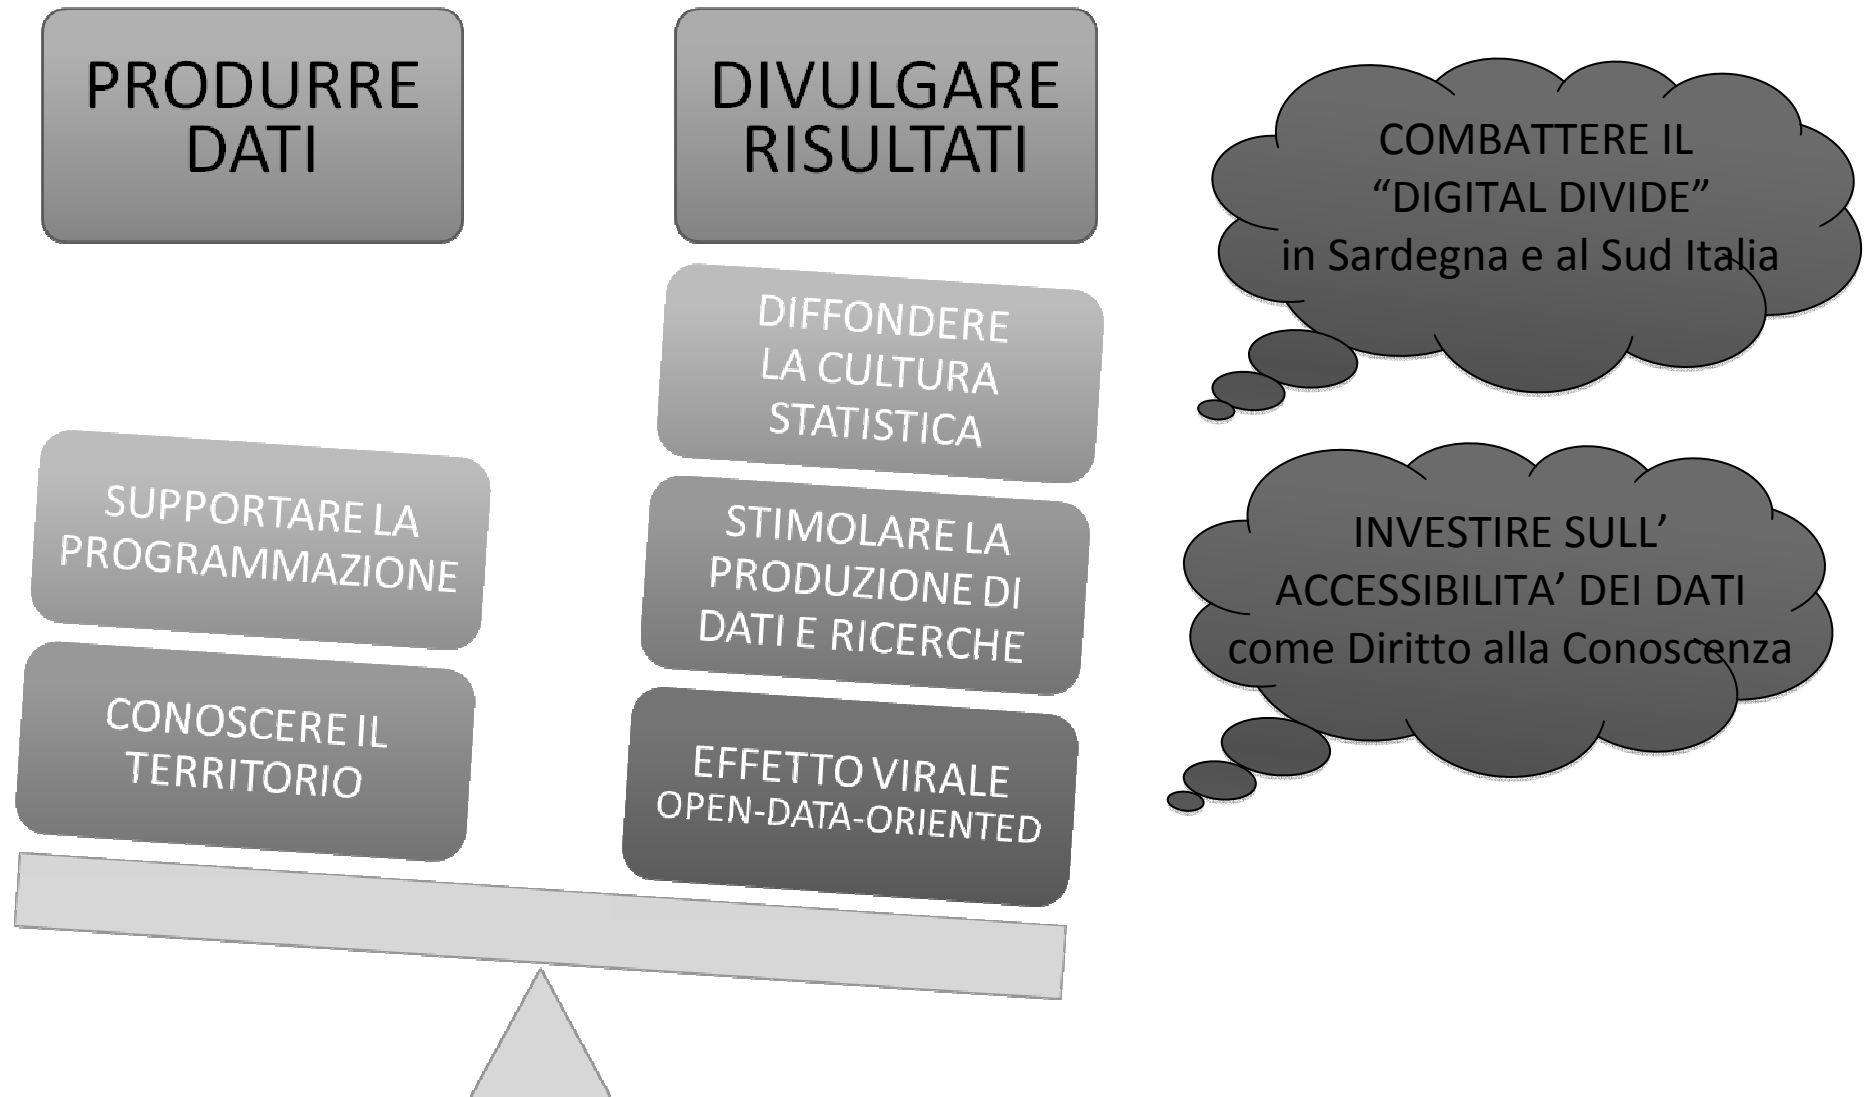 PRODURRE
DATI
DIVULGARE
RISULTATI
SUPPORTARE LA
PROGRAMMAZIONE
CONOSCERE IL
TERRITORIO
DIFFONDERE
LA CULTURA
STATISTICA
STIMOLARE LA
PRODUZIONE DI
DATI E RICERCHE
EFFETTO VIRALE
OPEN-DATA-ORIENTED
COMBATTERE IL
“DIGITAL DIVIDE”
in Sardegna e al Sud Italia
INVESTIRE SULL’
ACCESSIBILITA’ DEI DATI
come Diritto alla Conoscenza